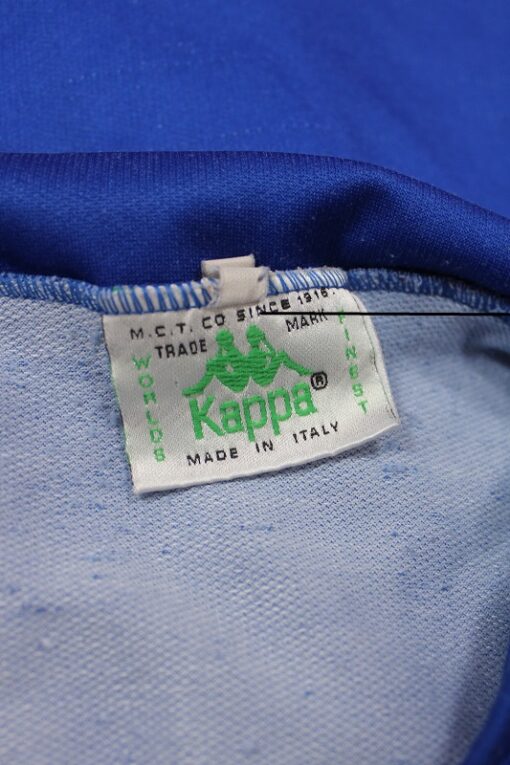 M.C.T. CO SINCE 1916.
TRADE MARK
WORLDS
FINEST
Kappa®
MADE IN ITALY